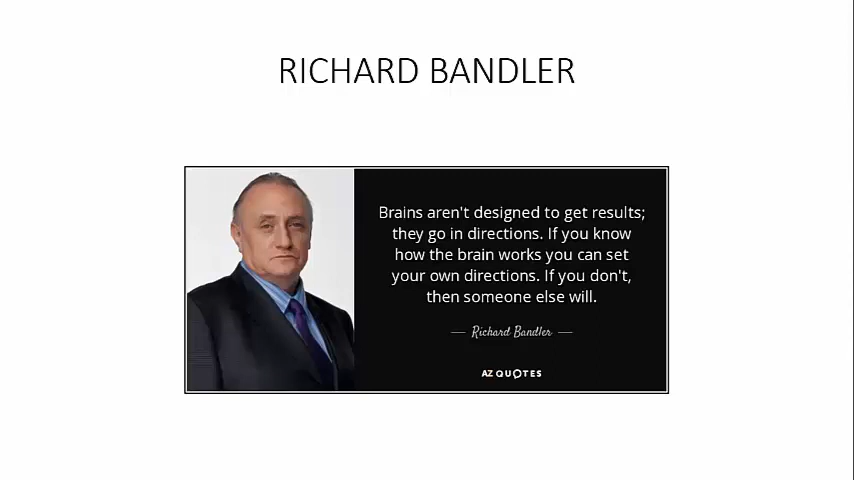 RICHARD BANDLER
Brains aren't designed to get results;
they go in directions. If you know
how the brain works you can set
your own directions. If you don't,
then someone else will.
— Richard Bandler —
AZ QUOTES